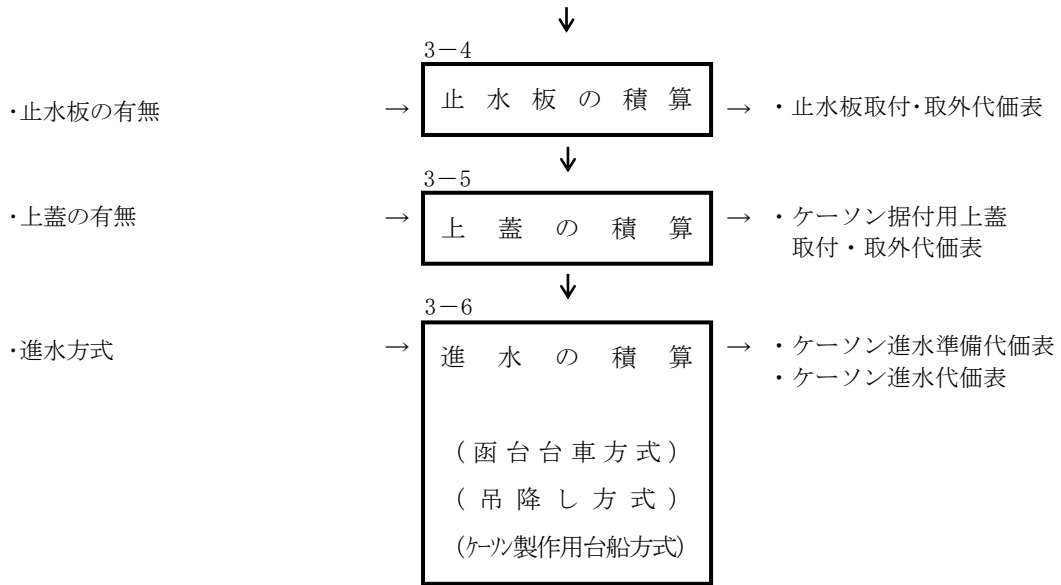 3－4
・止水板の有無 → 止水板の積算 → ・止水板取付・取外代価表
3－5
・上蓋の有無 → 上蓋の積算 → ・ケーソン据付用上蓋
取付・取外代価表
3－6
・進水方式 → 進水の積算 → ・ケーソン進水準備代価表
・ケーソン進水代価表
(函台台車方式)
(吊降し方式)
(ｹｰｿﾝ製作用台船方式)